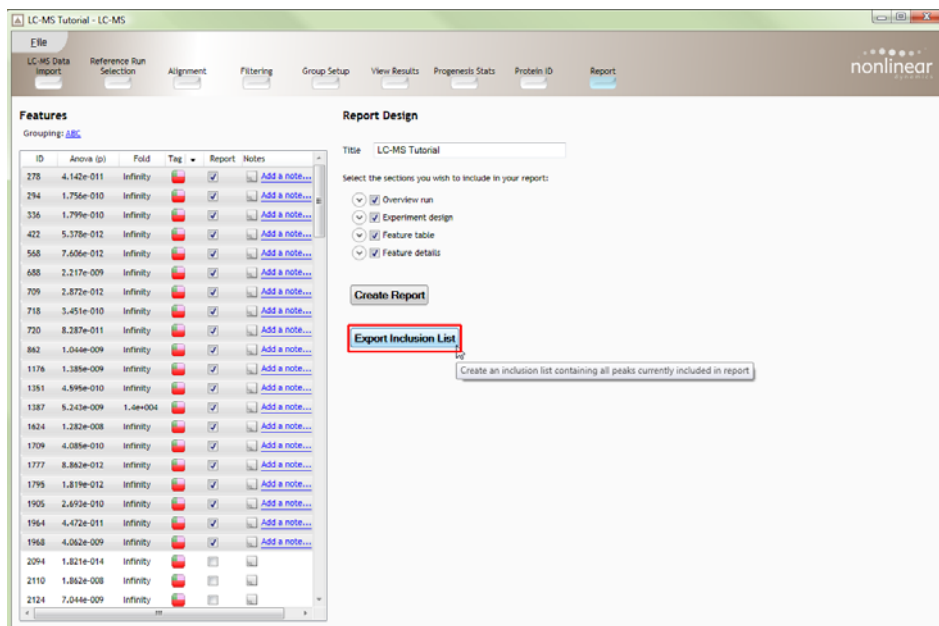 LC-MS Tutorial - LC-MS
File
LC-MS Data Import
Reference Run Selection
Alignment
Filtering
Group Setup
View Results
Progenesis Stats
Protein ID
Report
nonlinear
dynamics
Features
Grouping: ABC
ID Anova (p) Fold Tag Report Notes
278 4.142e-011 Infinity Add a note...
294 1.756e-010 Infinity Add a note...
336 1.799e-010 Infinity Add a note...
422 5.378e-012 Infinity Add a note...
568 7.606e-012 Infinity Add a note...
688 2.217e-009 Infinity Add a note...
709 2.872e-012 Infinity Add a note...
718 3.451e-010 Infinity Add a note...
720 8.287e-011 Infinity Add a note...
862 1.044e-009 Infinity Add a note...
1176 1.385e-009 Infinity Add a note...
1351 4.595e-010 Infinity Add a note...
1387 5.243e-009 1.4e+004 Add a note...
1624 1.282e-008 Infinity Add a note...
1709 4.085e-010 Infinity Add a note...
1777 8.862e-012 Infinity Add a note...
1795 1.819e-012 Infinity Add a note...
1905 2.693e-010 Infinity Add a note...
1964 4.472e-011 Infinity Add a note...
1968 4.062e-009 Infinity Add a note...
2094 1.821e-014 Infinity
2110 1.862e-008 Infinity
2124 7.044e-009 Infinity
Report Design
Title LC-MS Tutorial
Select the sections you wish to include in your report:
Overview run
Experiment design
Feature table
Feature details
Create Report
Export Inclusion List
Create an inclusion list containing all peaks currently included in report